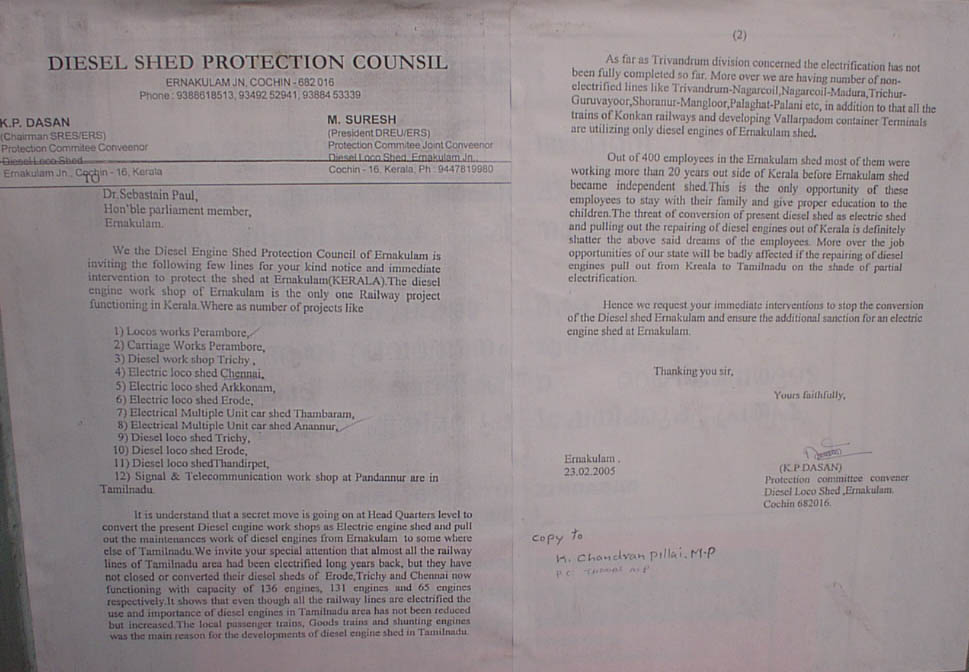 DIESEL SHED PROTECTION COUNSIL
ERNAKULAM JN, COCHIN - 682 016
Phone : 9388618513, 93492 52941, 93884 53339
K.P. DASAN
(Chairman SRES/ERS)
Protection Commitee Convenor
Diesel Loco Shed
Ernakulam Jn., Cochin - 16, Kerala
M. SURESH
(President DREU/ERS)
Protection Commitee Joint Convenor
Diesel Loco Shed, Ernakulam Jn.,
Cochin - 16, Kerala, Ph : 9447819980
TO
Dr.Sebastain Paul,
Hon'ble parliament member,
Ernakulam.
We the Diesel Engine Shed Protection Council of Ernakulam is
inviting the following few lines for your kind notice and immediate
intervention to protect the shed at Ernakulam(KERALA).The diesel
engine work shop of Ernakulam is the only one Railway project
functioning in Kerala.Where as number of projects like
1) Locos works Perambore,
2) Carriage Works Perambore,
3) Diesel work shop Trichy ,
4) Electric loco shed Chennai,
5) Electric loco shed Arkkonam,
6) Electric loco shed Erode,
7) Electrical Multiple Unit car shed Thambaram,
8) Electrical Multiple Unit car shed Anannur,
9) Diesel loco shed Trichy,
10) Diesel loco shed Erode,
11) Diesel loco shedThandirpet,
12) Signal & Telecommunication work shop at Pandannur are in
Tamilnadu.
It is understand that a secret move is going on at Head Quarters level to
convert the present Diesel engine work shops as Electric engine shed and pull
out the maintenances work of diesel engines from Ernakulam to some where
else of Tamilnadu.We invite your special attention that almost all the railway
lines of Tamilnadu area had been electrified long years back, but they have
not closed or converted their diesel sheds of Erode,Trichy and Chennai now
functioning with capacity of 136 engines, 131 engines and 65 engines
respectively.It shows that even though all the railway lines are electrified the
use and importance of diesel engines in Tamilnadu area has not been reduced
but increased.The local passenger trains, Goods trains and shunting engines
was the main reason for the developments of diesel engine shed in Tamilnadu.
(2)
As far as Trivandrum division concerned the electrification has not
been fully completed so far. More over we are having number of non-
electrified lines like Trivandrum-Nagarcoil,Nagarcoil-Madura,Trichur-
Guruvayoor,Shoranur-Mangloor,Palaghat-Palani etc, in addition to that all the
trains of Konkan railways and developing Vallarpadom container Terminals
are utilizing only diesel engines of Ernakulam shed.
Out of 400 employees in the Ernakulam shed most of them were
working more than 20 years out side of Kerala before Ernakulam shed
became independent shed.This is the only opportunity of these
employees to stay with their family and give proper education to the
children.The threat of conversion of present diesel shed as electric shed
and pulling out the repairing of diesel engines out of Kerala is definitely
shatter the above said dreams of the employees. More over the job
opportunities of our state will be badly affected if the repairing of diesel
engines pull out from Kreala to Tamilnadu on the shade of partial
electrification.
Hence we request your immediate interventions to stop the conversion
of the Diesel shed Ernakulam and ensure the additional sanction for an electric
engine shed at Ernakulam.
Thanking you sir,
Yours faithfully,
Ernakulam .
23.02.2005
(K.P DASAN)
Protection committee convener
Diesel Loco Shed ,Ernakulam.
Cochin 682016.
Copy To
K. Chandran Pillai. M.P